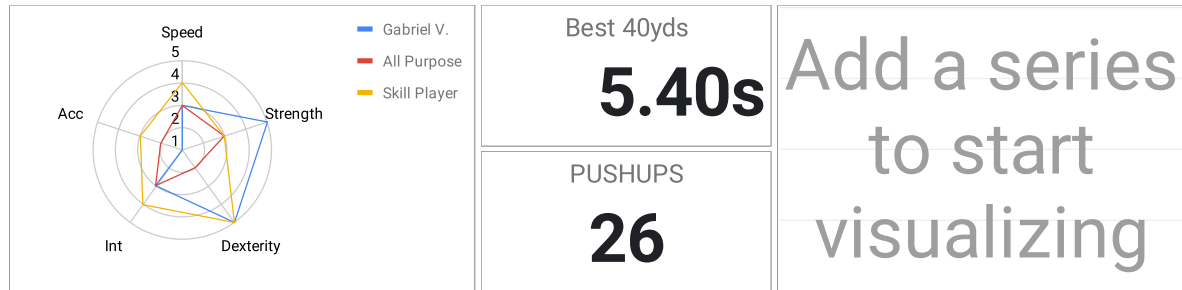 Speed
5
4
3
2
1
Acc
Strength
Int
Dexterity
Gabriel V.
All Purpose
Skill Player
Best 40yds
5.40s
PUSHUPS
26
Add a series
to start
visualizing